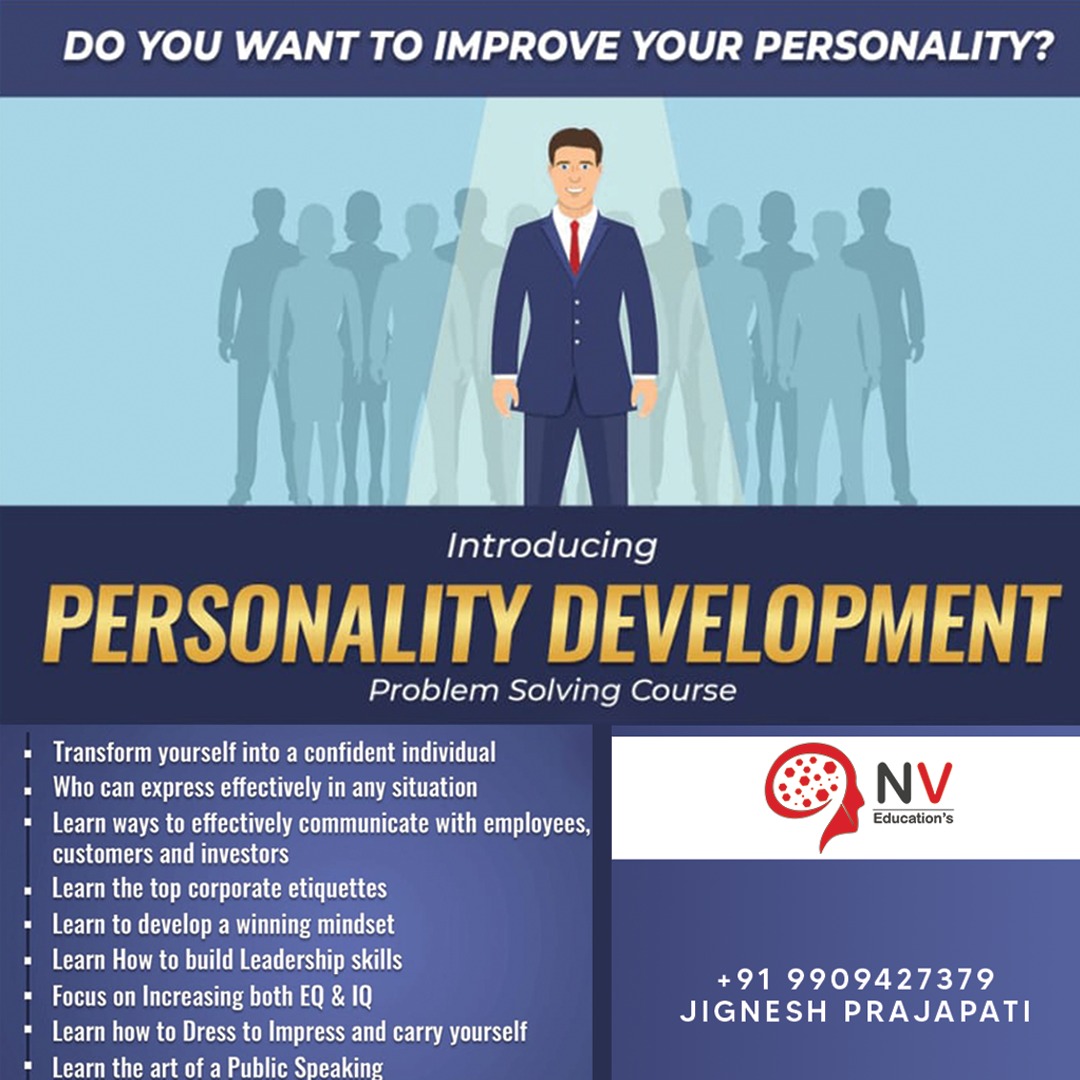 DO YOU WANT TO IMPROVE YOUR PERSONALITY?
Introducing
PERSONALITY DEVELOPMENT
Problem Solving Course
Transform yourself into a confident individual
Who can express effectively in any situation
Learn ways to effectively communicate with employees,
customers and investors
Learn the top corporate etiquettes
Learn to develop a winning mindset
Learn How to build Leadership skills
Focus on Increasing both EQ & IQ
Learn how to Dress to Impress and carry yourself
Learn the art of a Public Speaking
NV
Education's
+91 9909427379
JIGNESH PRAJAPATI